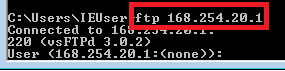 C:\Users\IEUser>ftp 168.254.20.1
Connected to 168.254.20.1.
220 (vsFTPd 3.0.2)
User (168.254.20.1:(none)):